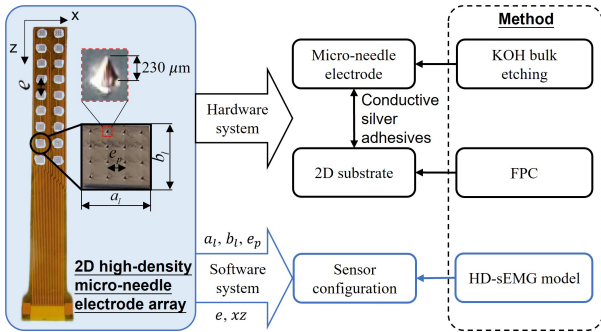 x
z
e
230 μm
e_p
b_l
a_l
2D high-density
micro-needle
electrode array
Hardware
system
a_l, b_l, e_p
Software
system
e, xz
Micro-needle
electrode
Conductive
silver
adhesives
2D substrate
Sensor
configuration
Method
KOH bulk
etching
FPC
HD-sEMG model